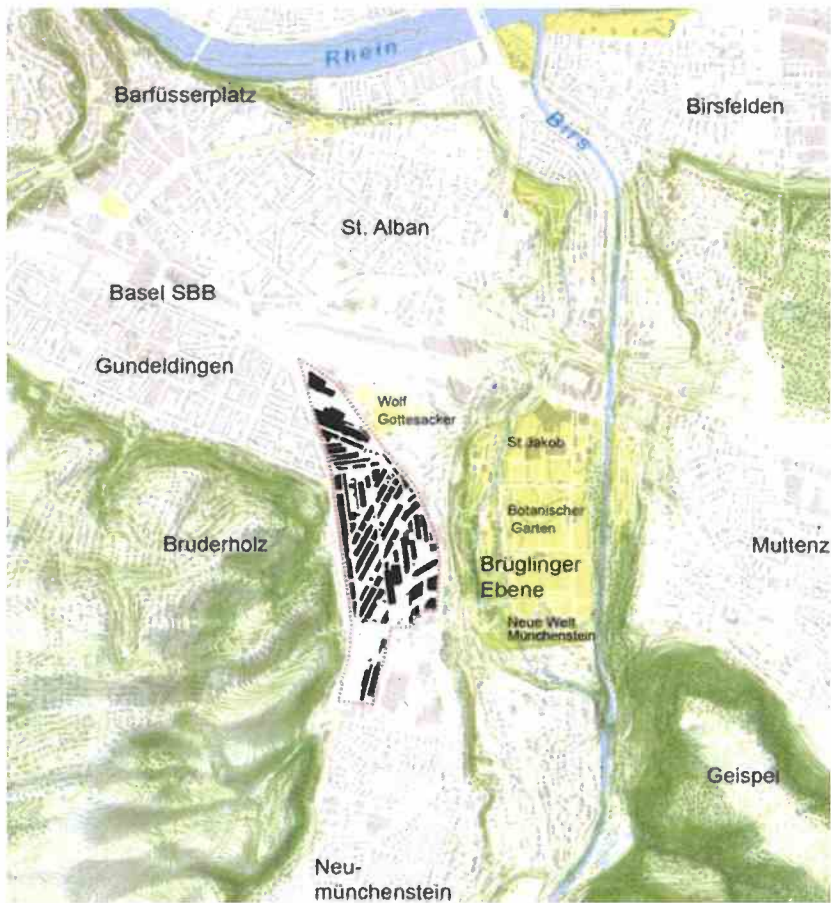 Rhein
Barfüsserplatz
Birsfelden
Birs
St. Alban
Basel SBB
Gundeldingen
Wolf
Gottesacker
St Jakob
Botanischer
Garten
Bruderholz
Muttenz
Brüglinger
Ebene
Neue Welt
Münchenstein
Geispel
Neu-
münchenstein